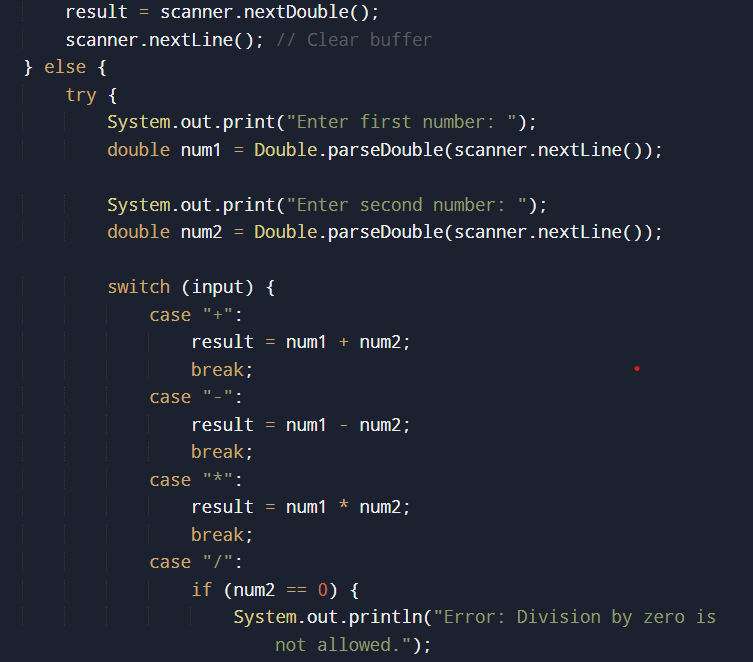 result = scanner.nextDouble();
scanner.nextLine(); // Clear buffer
} else {
try {
System.out.print("Enter first number: ");
double num1 = Double.parseDouble(scanner.nextLine());
System.out.print("Enter second number: ");
double num2 = Double.parseDouble(scanner.nextLine());
switch (input) {
case "+":
result = num1 + num2;
break;
case "-":
result = num1 - num2;
break;
case "*":
result = num1 * num2;
break;
case "/":
if (num2 == 0) {
System.out.println("Error: Division by zero is
not allowed.");